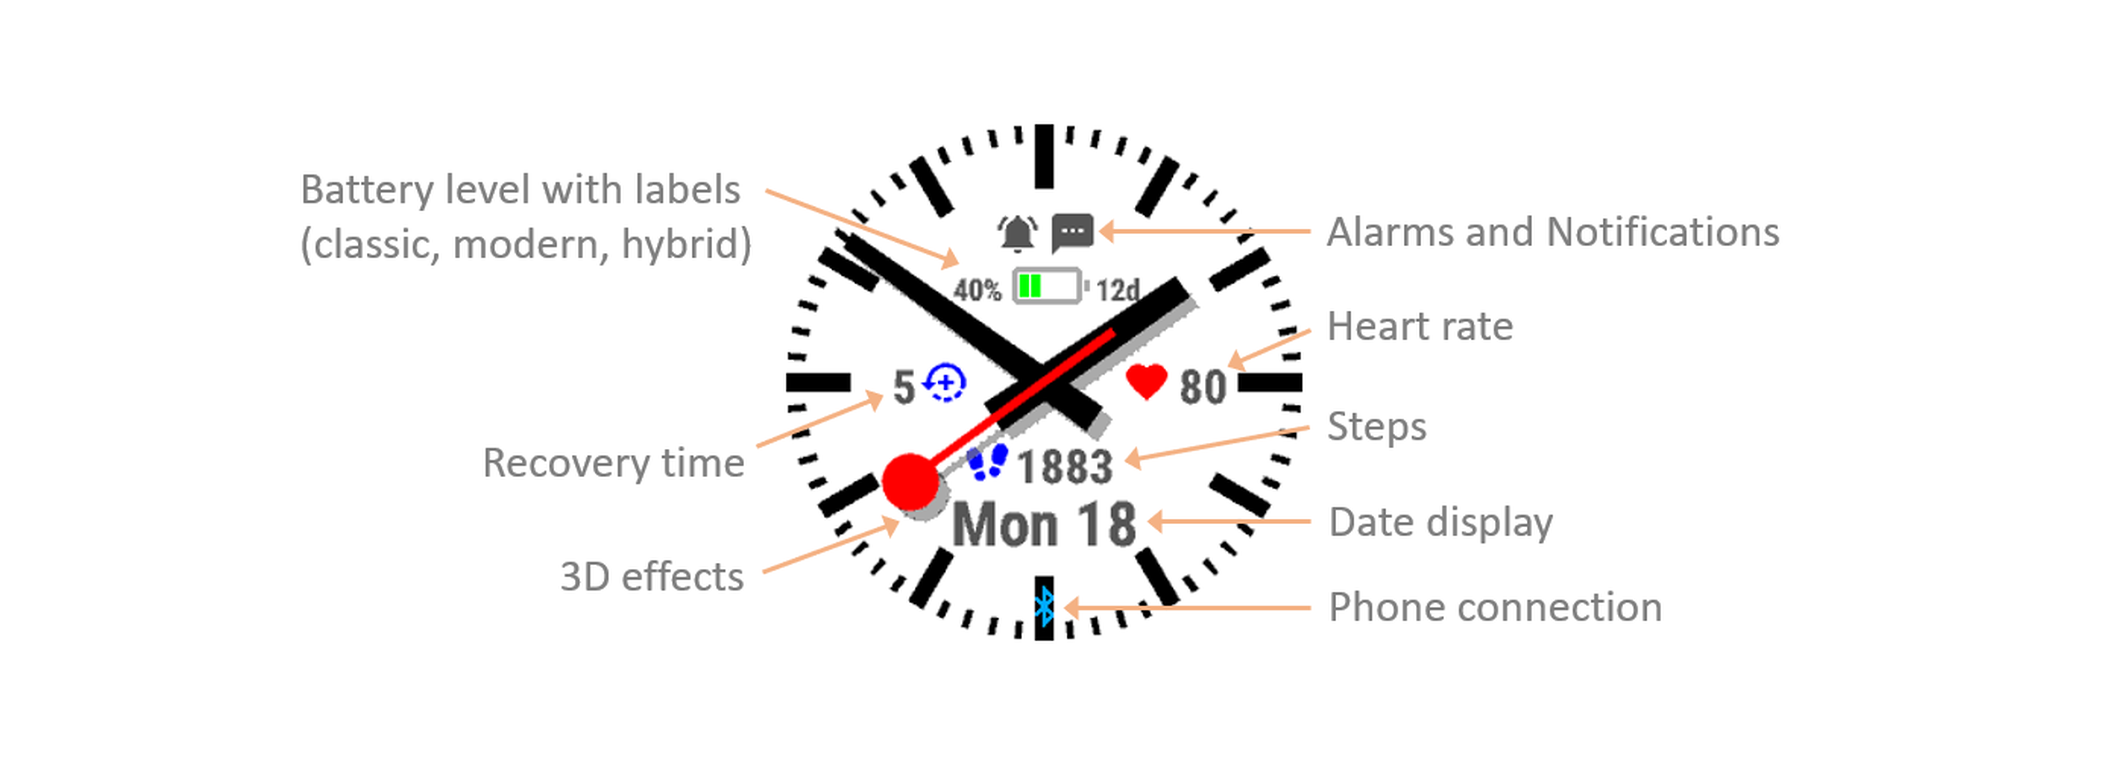 Battery level with labels
(classic, modern, hybrid)
Alarms and Notifications
40% 12d
Heart rate
5 80
Steps
Recovery time
1883
Mon 18
Date display
3D effects
Phone connection